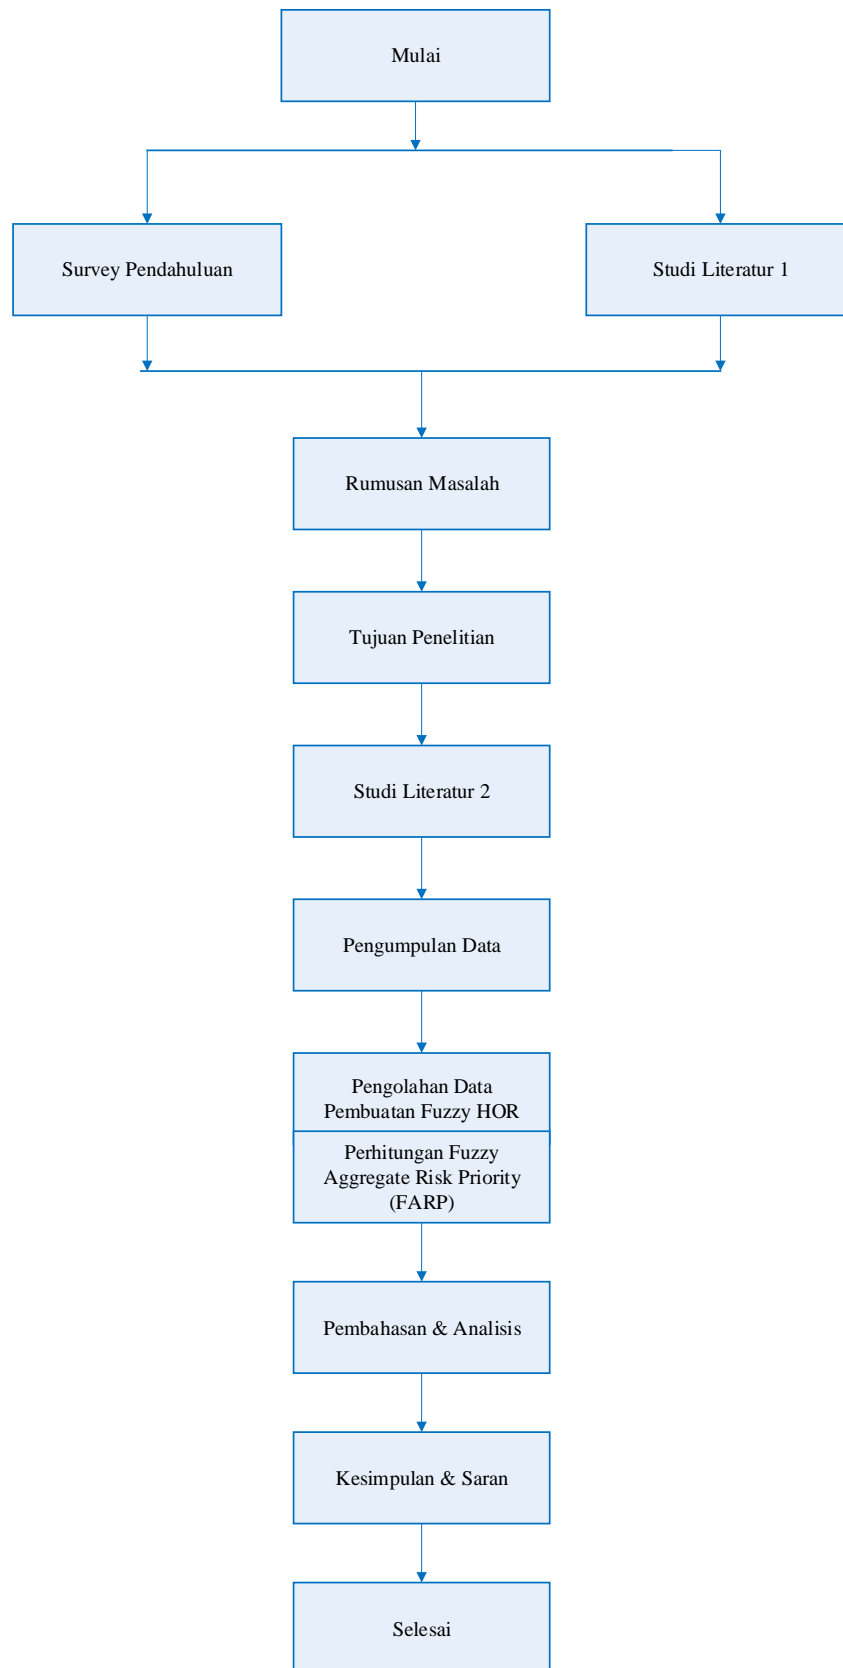 Mulai
Survey Pendahuluan
Studi Literatur 1
Rumusan Masalah
Tujuan Penelitian
Studi Literatur 2
Pengumpulan Data
Pengolahan Data
Pembuatan Fuzzy HOR
Perhitungan Fuzzy
Aggregate Risk Priority
(FARP)
Pembahasan & Analisis
Kesimpulan & Saran
Selesai